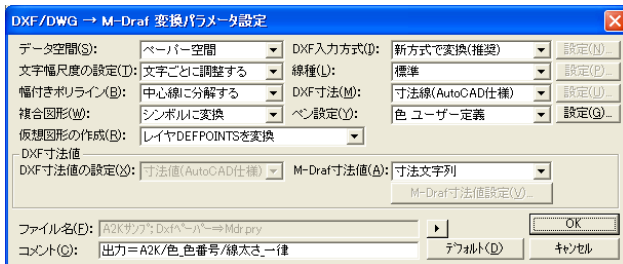 DXF/DWG → M-Draf 変換パラメータ設定
データ空間(S): ペーパー空間 DXF入力方式(I): 新方式で変換(推奨) 設定(N)...
文字幅尺度の設定(T): 文字ごとに調整する 線種(L): 標準 設定(P)...
幅付きポリライン(B): 中心線に分解する DXF寸法(M): 寸法線(AutoCAD仕様) 設定(U)...
複合図形(W): シンボルに変換 ペン設定(Y): 色 ユーザー定義 設定(G)...
仮想図形の作成(R): レイヤDEFPOINTSを変換
DXF寸法値
DXF寸法値の設定(X): 寸法値(AutoCAD仕様) M-Draf寸法値(A): 寸法文字列
M-Draf寸法値設定(V)...
ファイル名(F): A2Kサンプ; Dxfペーパー⇒Mdr.pry OK
コメント(C): 出力＝A2K/色_色番号/線太さ_一律 デフォルト(D) キャンセル